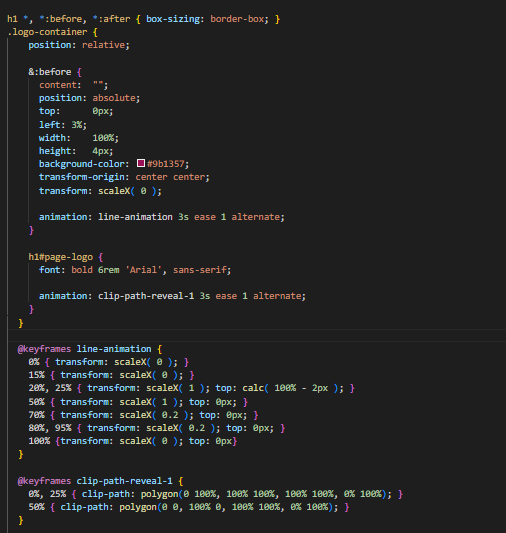 h1 *, *:before, *:after { box-sizing: border-box; }
.logo-container {
    position: relative;

    &:before {
      content:  "";
      position: absolute;
      top:      0px;
      left: 3%;
      width:    100%;
      height:   4px;
      background-color: #9b1357;
      transform-origin: center center;
      transform: scaleX( 0 );

      animation: line-animation 3s ease 1 alternate;
    }

    h1#page-logo {
      font: bold 6rem 'Arial', sans-serif;

      animation: clip-path-reveal-1 3s ease 1 alternate;
    }
  }

  @keyframes line-animation {
    0% { transform: scaleX( 0 ); }
    15% { transform: scaleX( 0 ); }
    20%, 25% { transform: scaleX( 1 ); top: calc( 100% - 2px ); }
    50% { transform: scaleX( 1 ); top: 0px; }
    70% { transform: scaleX( 0.2 ); top: 0px; }
    80%, 95% { transform: scaleX( 0.2 ); top: 0px; }
    100% {transform: scaleX( 0 ); top: 0px}
  }

  @keyframes clip-path-reveal-1 {
    0%, 25% { clip-path: polygon(0 100%, 100% 100%, 100% 100%, 0% 100%); }
    50% { clip-path: polygon(0 0, 100% 0, 100% 100%, 0% 100%); }
  }